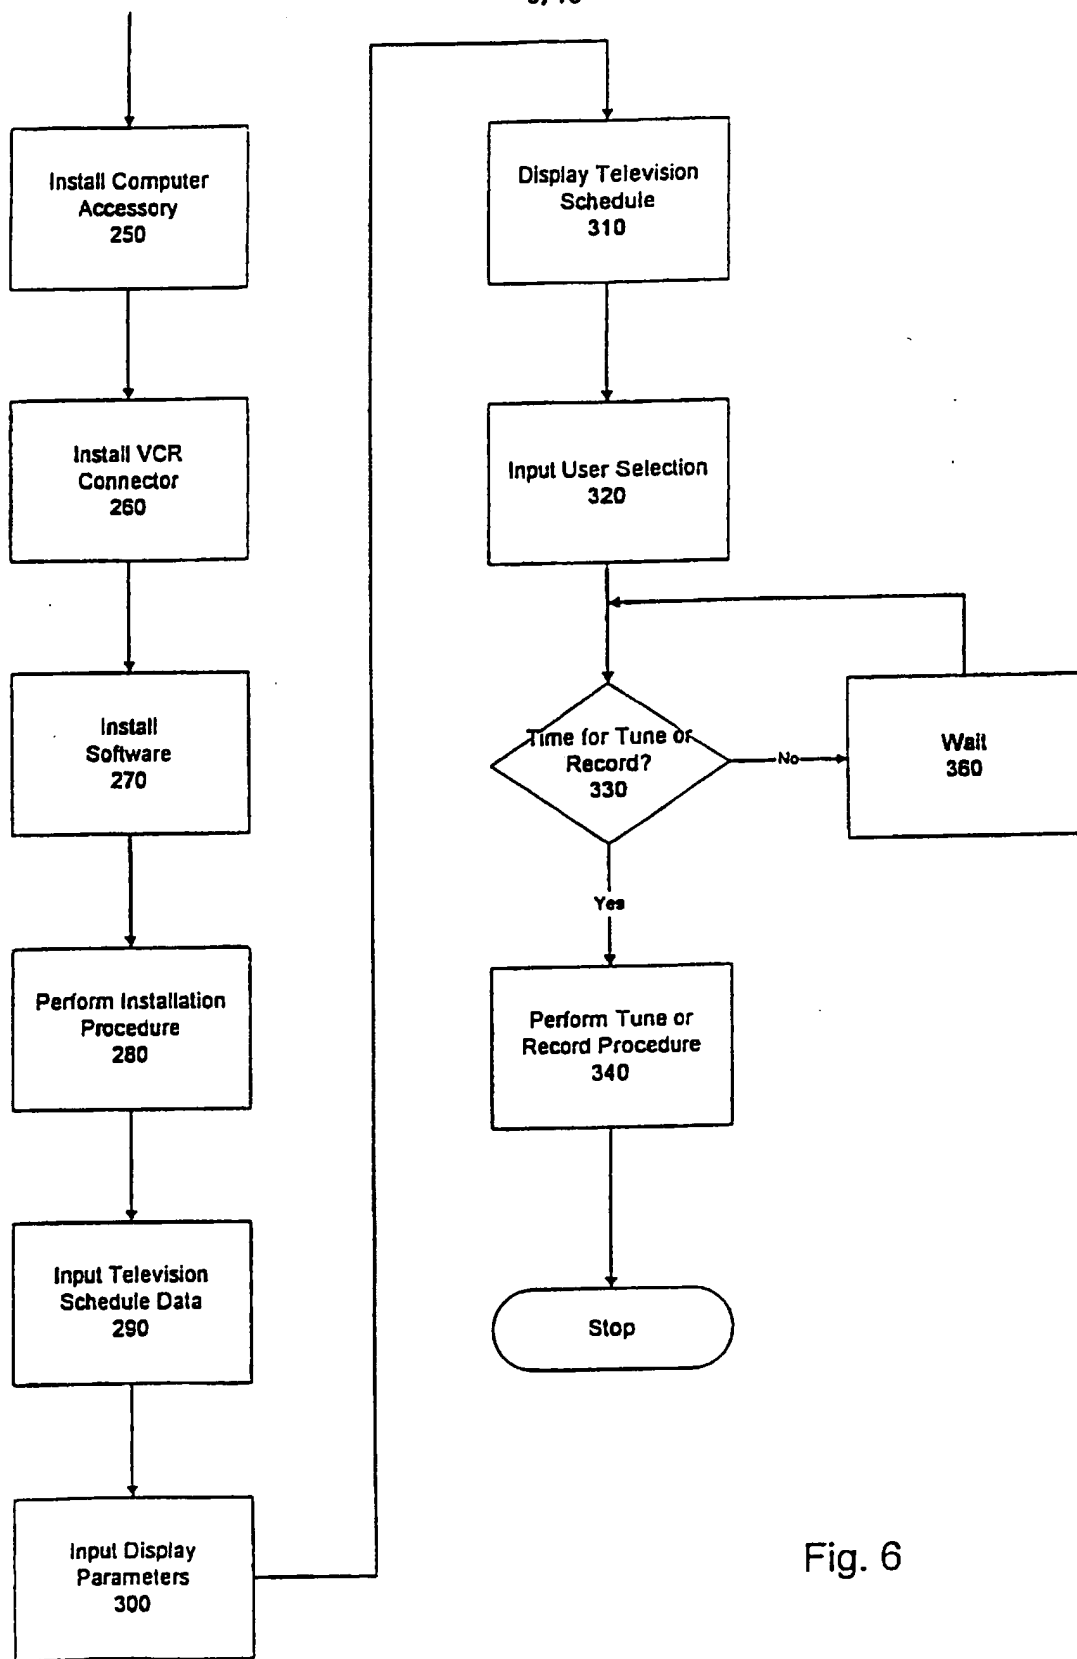 Install Computer
Accessory
250
Install VCR
Connector
260
Install
Software
270
Perform Installation
Procedure
280
Input Television
Schedule Data
290
Input Display
Parameters
300
Display Television
Schedule
310
Input User Selection
320
Time for Tune or
Record?
330
No
Wait
360
Yes
Perform Tune or
Record Procedure
340
Stop
Fig. 6